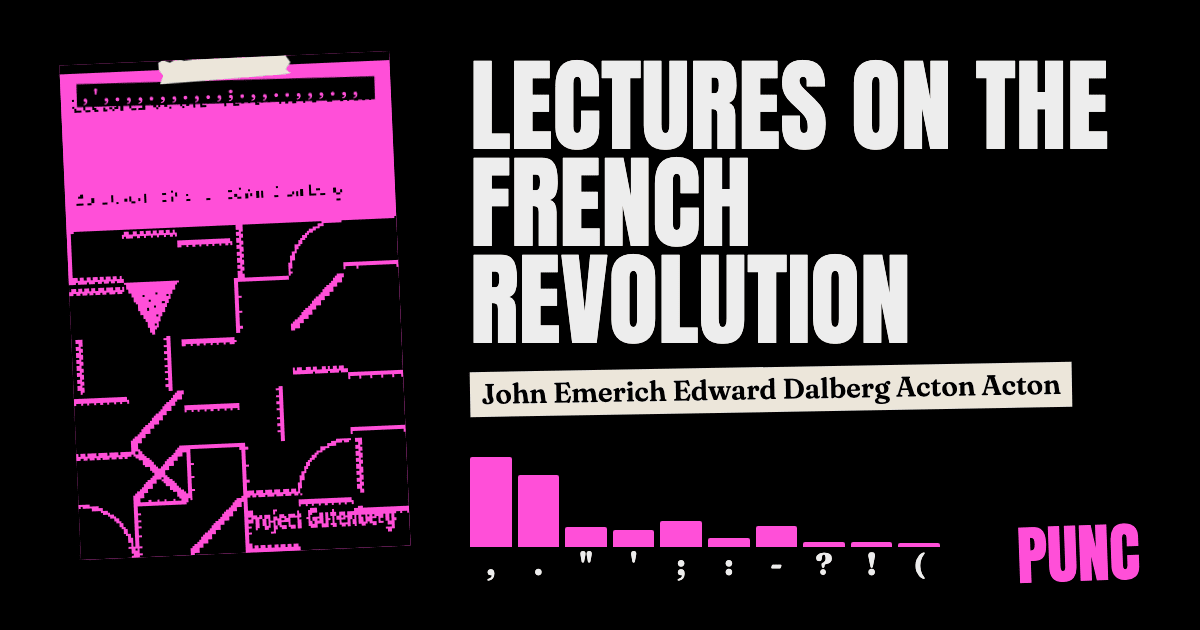 LECTURES ON THE
FRENCH
REVOLUTION
John Emerich Edward Dalberg Acton Acton
, . " ' ; : - ? ! (
PUNC
Project Gutenberg